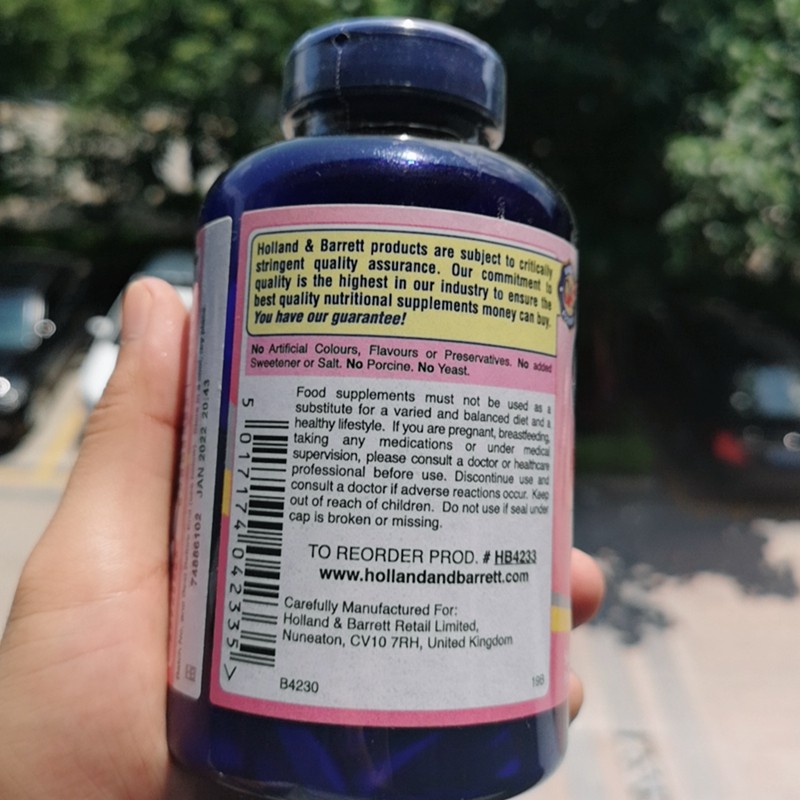 Holland & Barrett products are subject to critically
stringent quality assurance. Our commitment to
quality is the highest in our industry to ensure the
best quality nutritional supplements money can buy.
You have our guarantee!
No Artificial Colours, Flavours or Preservatives. No added
Sweetener or Salt. No Porcine. No Yeast.
Food supplements must not be used as a
substitute for a varied and balanced diet and a
healthy lifestyle. If you are pregnant, breastfeeding,
taking any medications or under medical
supervision, please consult a doctor or healthcare
professional before use. Discontinue use and
consult a doctor if adverse reactions occur. Keep
out of reach of children. Do not use if seal under
cap is broken or missing.
5 017174 042335 >
TO REORDER PROD. # HB4233
www.hollandandbarrett.com
Carefully Manufactured For:
Holland & Barrett Retail Limited,
Nuneaton, CV10 7RH, United Kingdom
B4230
19B
74886102 JAN 2022 20:43